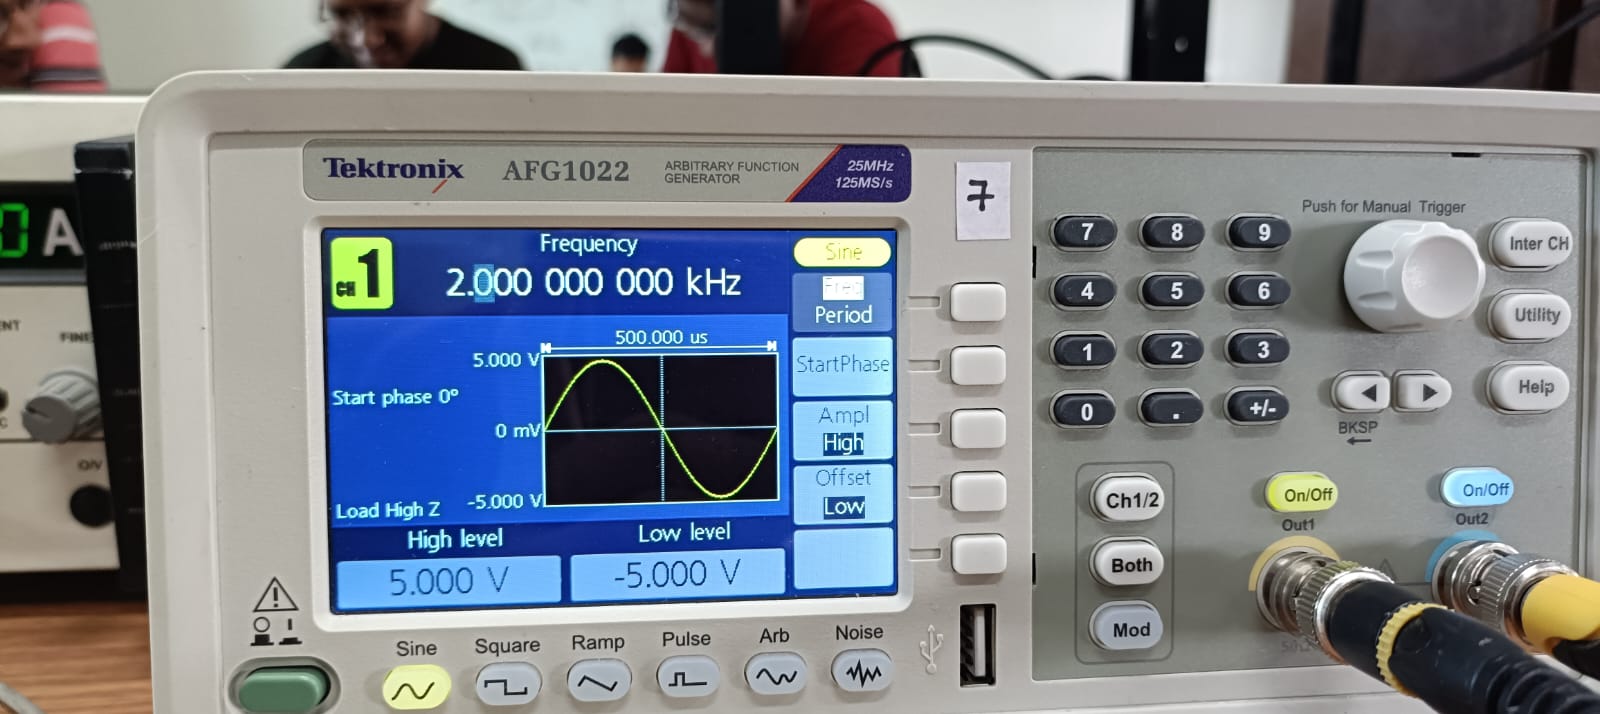 Tektronix AFG1022 ARBITRARY FUNCTION GENERATOR 25MHz 125MS/s
7
0 A
FINE
O/V
CH 1
Frequency
2.000 000 000 kHz
Sine
Freq
Period
StartPhase
Ampl
High
Offset
Low
500.000 us
5.000 V
Start phase 0°
0 mV
-5.000 V
Load High Z
High level
Low level
5.000 V
-5.000 V
Sine
Square
Ramp
Pulse
Arb
Noise
7 8 9
4 5 6
1 2 3
0 . +/-
Push for Manual Trigger
Inter CH
Utility
Help
BKSP
Ch1/2
Both
Mod
On/Off
Out1
On/Off
Out2